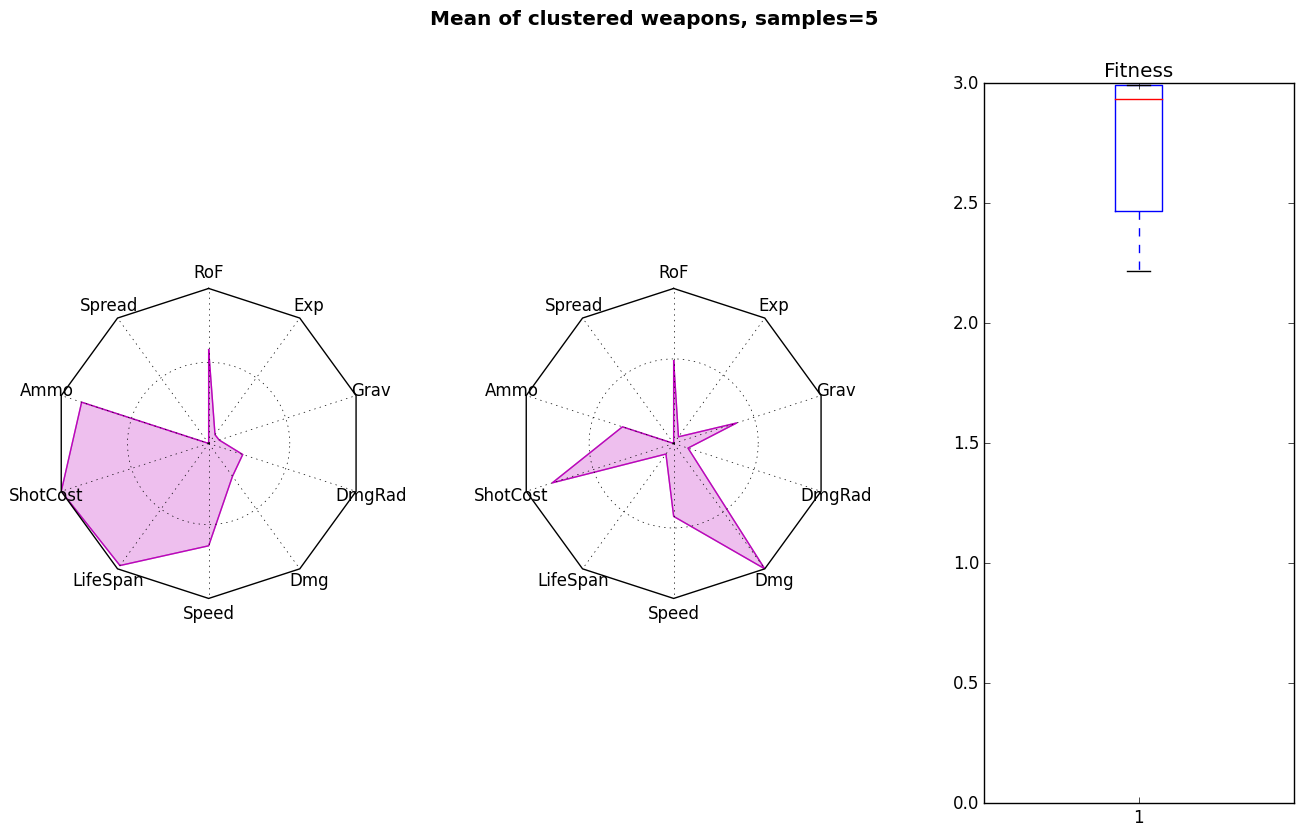 Mean of clustered weapons, samples=5
RoF
Exp
Spread
Grav
Ammo
DmgRad
ShotCost
Dmg
LifeSpan
Speed
RoF
Exp
Spread
Grav
Ammo
DmgRad
ShotCost
Dmg
LifeSpan
Speed
Fitness
3.0
2.5
2.0
1.5
1.0
0.5
0.0
1